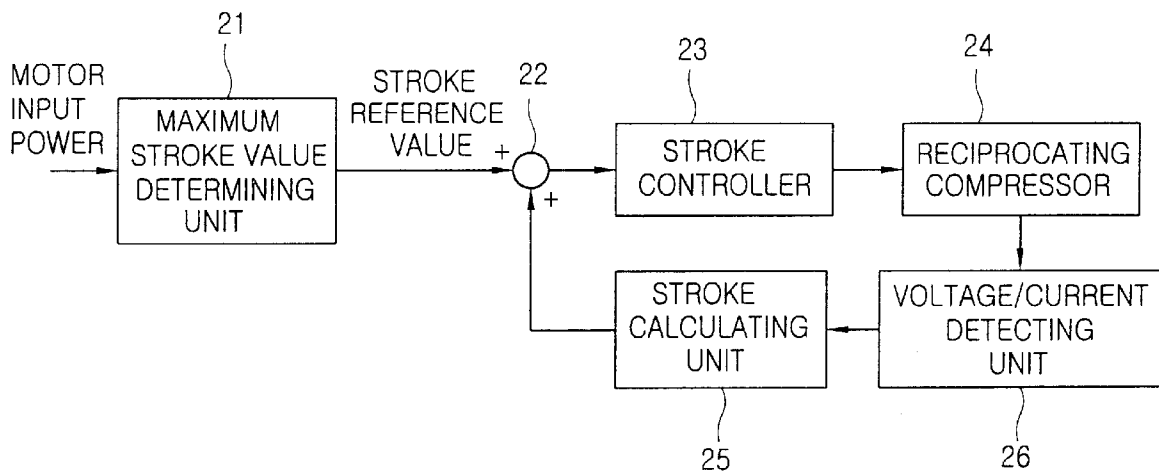 21
MOTOR
INPUT
POWER
MAXIMUM
STROKE VALUE
DETERMINING
UNIT
STROKE
REFERENCE
VALUE
22
+
+
23
STROKE
CONTROLLER
24
RECIPROCATING
COMPRESSOR
STROKE
CALCULATING
UNIT
25
VOLTAGE/CURRENT
DETECTING
UNIT
26